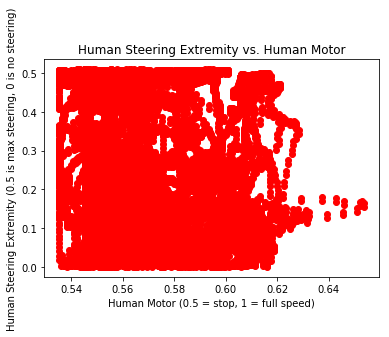 Human Steering Extremity vs. Human Motor
Human Steering Extremity (0.5 is max steering, 0 is no steering)
0.5
0.4
0.3
0.2
0.1
0.0
0.54 0.56 0.58 0.60 0.62 0.64
Human Motor (0.5 = stop, 1 = full speed)